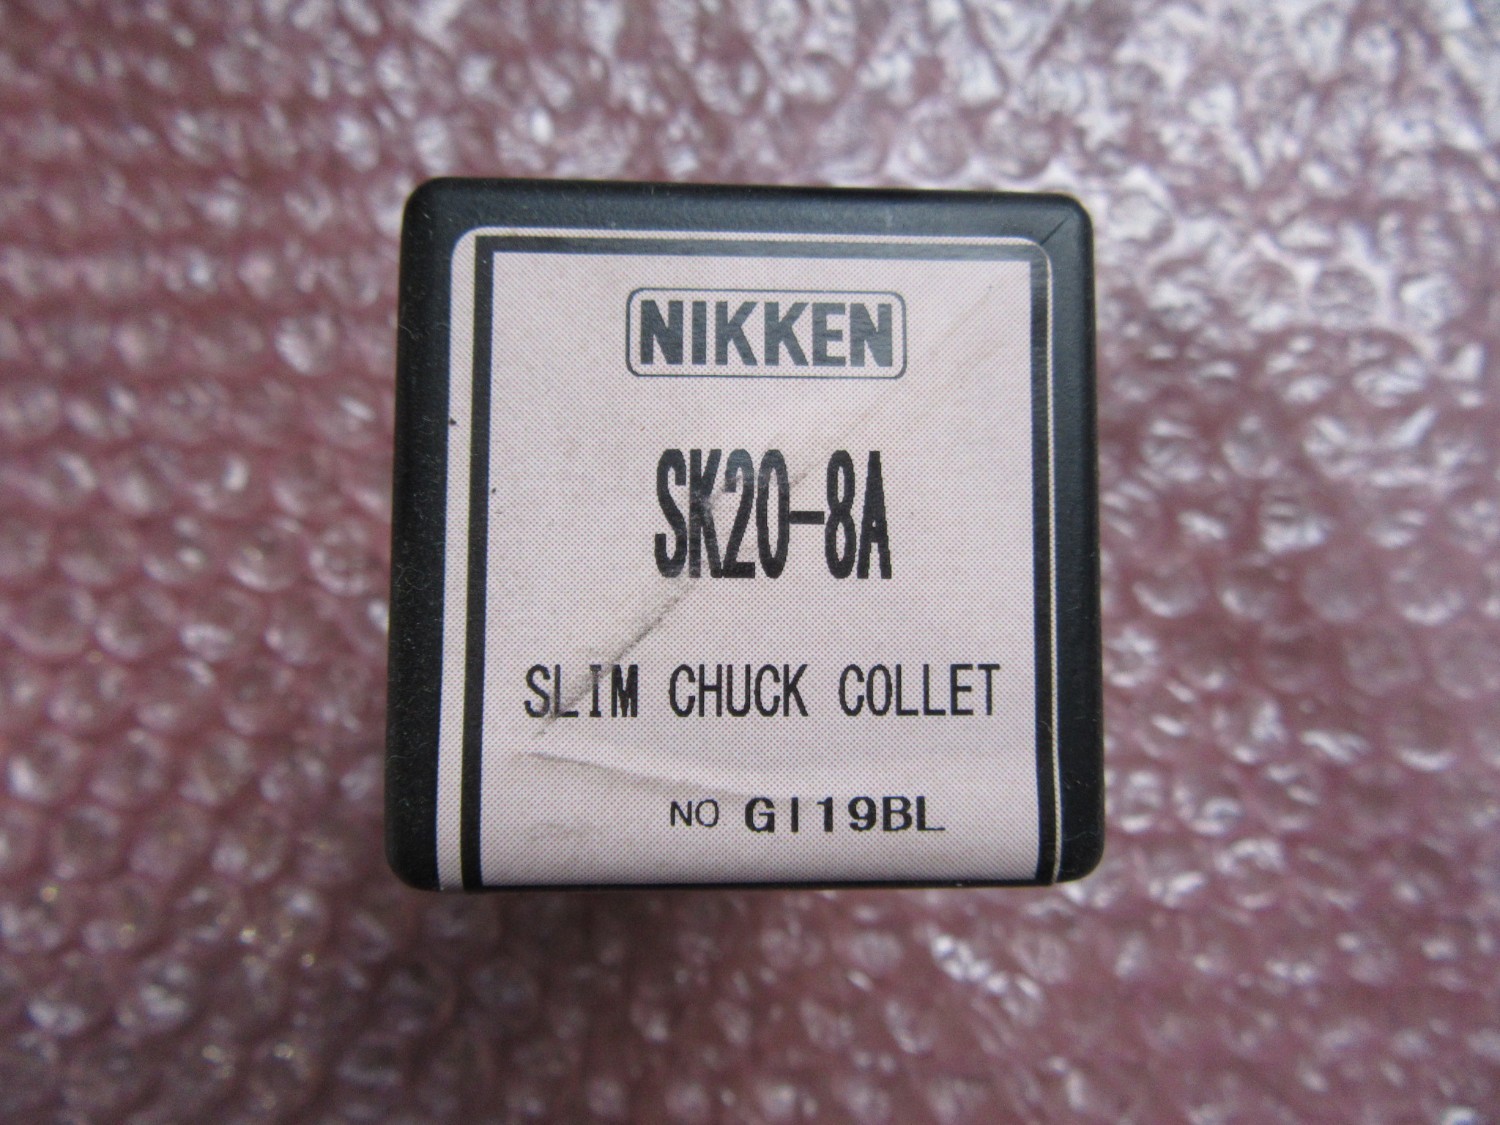 NIKKEN
SK20-8A
SLIM CHUCK COLLET
NO GI19BL